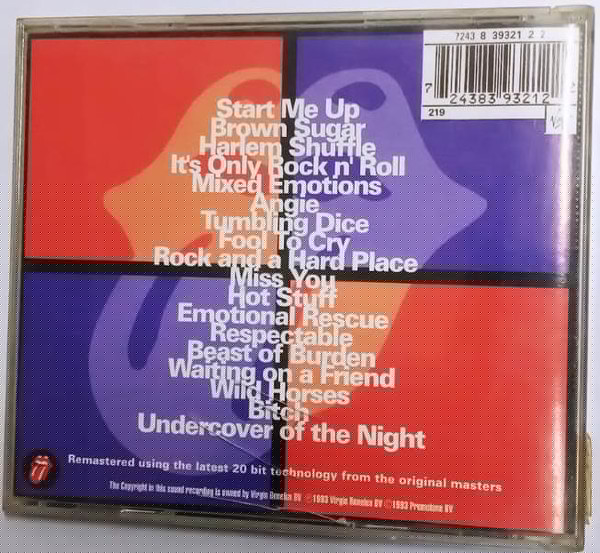 7243 8 39321 2 2
7 24383 93212 2
219
Start Me Up
Brown Sugar
Harlem Shuffle
It's Only Rock n' Roll
Mixed Emotions
Angie
Tumbling Dice
Fool To Cry
Rock and a Hard Place
Miss You
Hot Stuff
Emotional Rescue
Respectable
Beast of Burden
Waiting on a Friend
Wild Horses
Bitch
Undercover of the Night
Remastered using the latest 20 bit technology from the original masters
The Copyright in this sound recording is owned by Virgin Benelux BV ℗1993 Virgin Benelux BV ©1993 Promotone BV